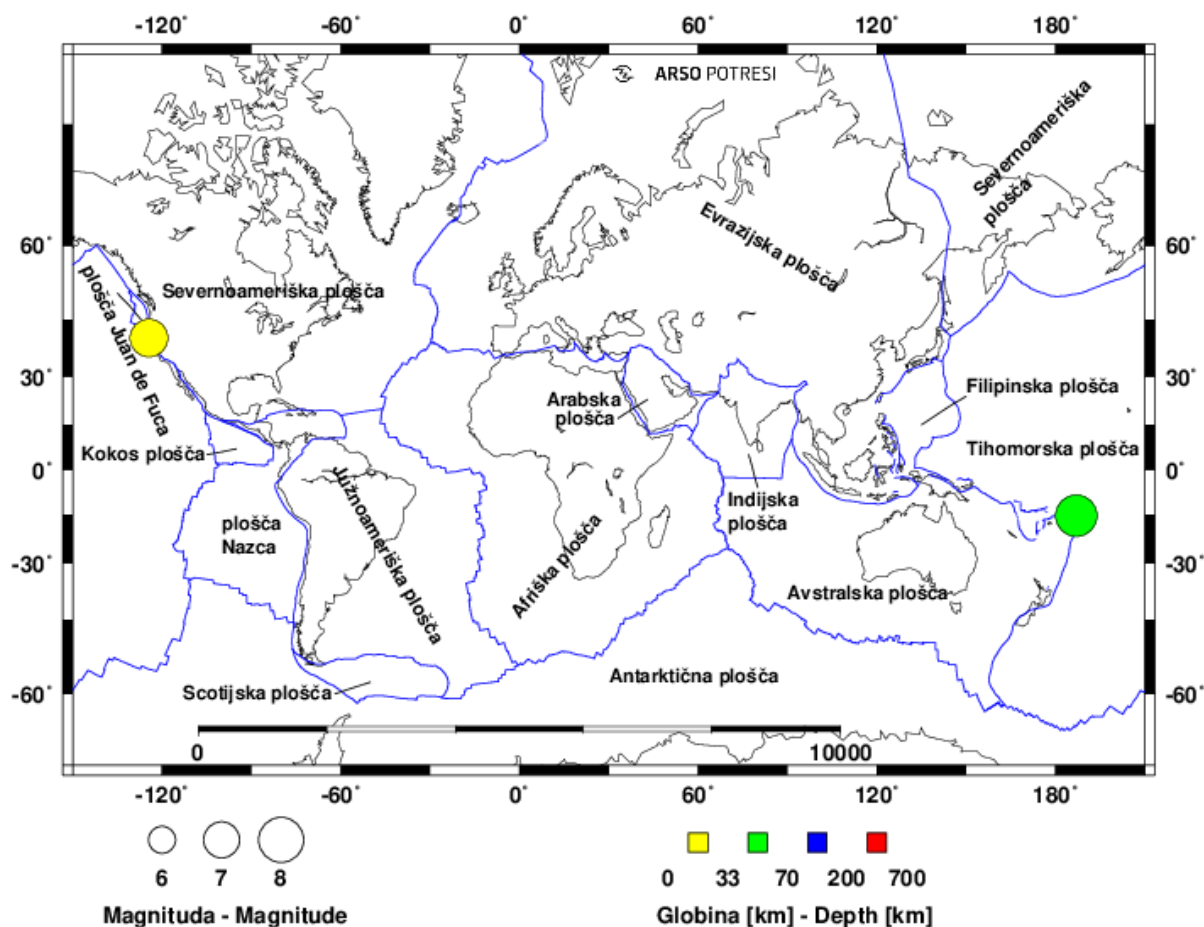 -120° -60° 0° 60° 120° 180°
ARSO POTRESI
Severnoameriška
plošča
Evrazijska plošča
60° 60°
Severnoameriška plošča
plošča Juan de Fuca
30° 30°
Arabska
plošča
Filipinska plošča
Kokos plošča
Tihomorska plošča
0° 0°
Južnoameriška plošča
Indijska
plošča
plošča
Nazca
Afriška plošča
-30° -30°
Avstralska plošča
Antarktična plošča
Scotijska plošča
-60° -60°
0 10000
-120° -60° 0° 60° 120° 180°
6 7 8
Magnituda - Magnitude
0 33 70 200 700
Globina [km] - Depth [km]